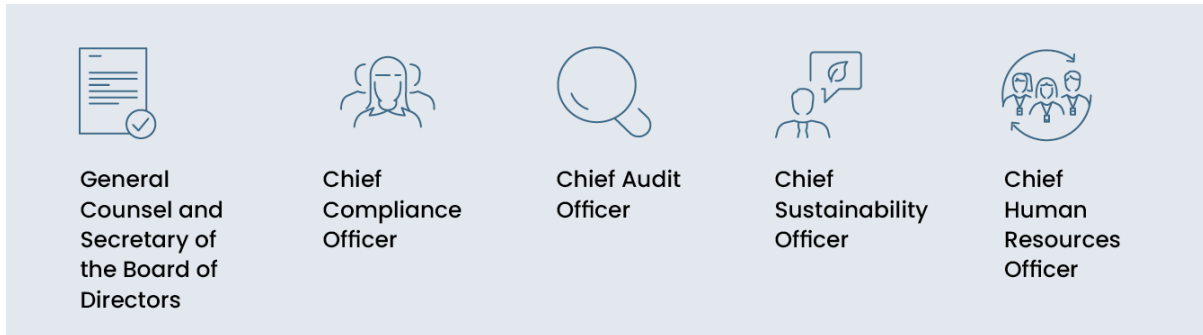 General
Counsel and
Secretary of
the Board of
Directors
Chief
Compliance
Officer
Chief Audit
Officer
Chief
Sustainability
Officer
Chief
Human
Resources
Officer